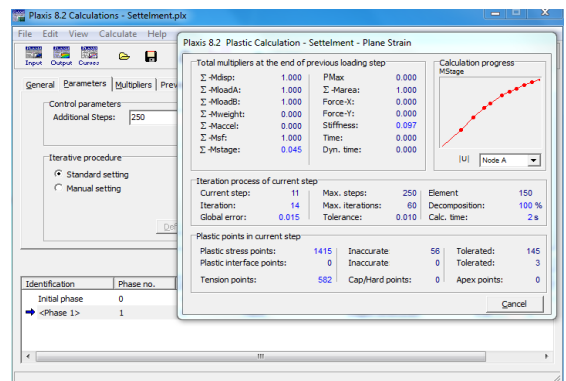 Plaxis 8.2 Calculations - Settelment.plx
File Edit View Calculate Help
Input Output Curves
General Parameters Multipliers Prev
Control parameters
Additional Steps: 250
Iterative procedure
Standard setting
Manual setting
Def
Identification Phase no.
Initial phase 0
<Phase 1> 1
Plaxis 8.2 Plastic Calculation - Settelment - Plane Strain
Total multipliers at the end of previous loading step
Σ -Mdisp: 1.000 PMax 0.000
Σ -MloadA: 1.000 Σ -Marea: 1.000
Σ -MloadB: 1.000 Force-X: 0.000
Σ -Mweight: 0.000 Force-Y: 0.000
Σ -Maccel: 0.000 Stiffness: 0.097
Σ -Msf: 1.000 Time: 0.000
Σ -Mstage: 0.045 Dyn. time: 0.000
Calculation progress
MStage
|U| Node A
Iteration process of current step
Current step: 11 Max. steps: 250 Element 150
Iteration: 14 Max. iterations: 60 Decomposition: 100 %
Global error: 0.015 Tolerance: 0.010 Calc. time: 2 s
Plastic points in current step
Plastic stress points: 1415 Inaccurate 56 Tolerated: 145
Plastic interface points: 0 Inaccurate 0 Tolerated: 3
Tension points: 582 Cap/Hard points: 0 Apex points: 0
Cancel